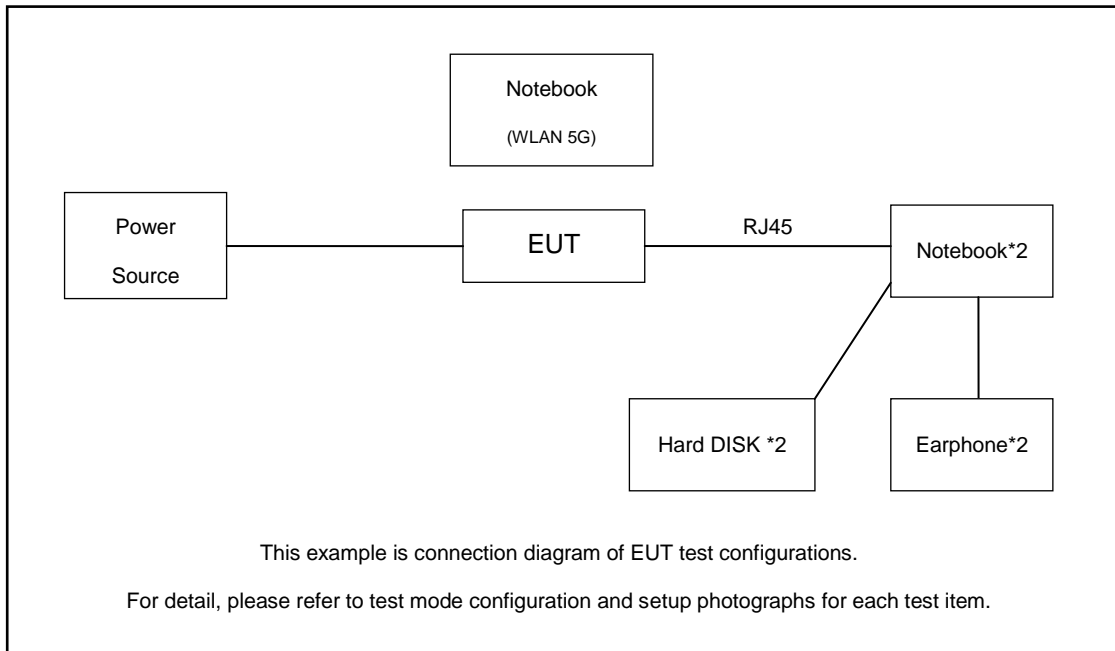 Notebook
(WLAN 5G)
Power
Source
EUT
RJ45
Notebook*2
Hard DISK *2
Earphone*2
This example is connection diagram of EUT test configurations.
For detail, please refer to test mode configuration and setup photographs for each test item.